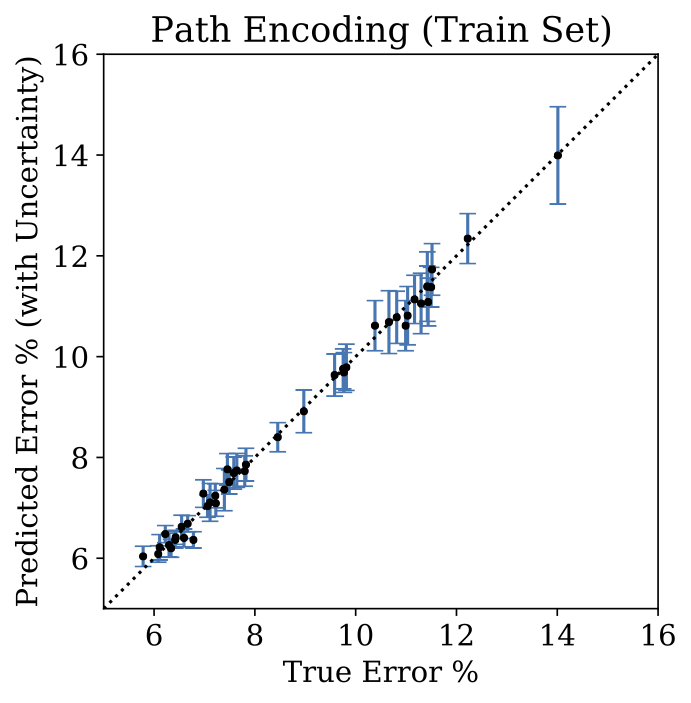 Path Encoding (Train Set)
Predicted Error % (with Uncertainty)
16
14
12
10
8
6
6 8 10 12 14 16
True Error %